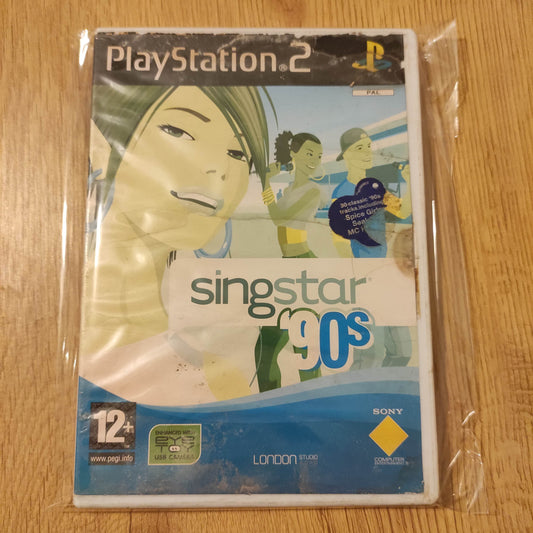 PlayStation®2
PAL
30 classic '90s
tracks, including
Spice Girls
MC
singstar®
'90s
12+
www.pegi.info
ENHANCED WITH
EYE
TOY
USB CAMERA
LONDON STUDIO
SONY
COMPUTER
ENTERTAINMENT®